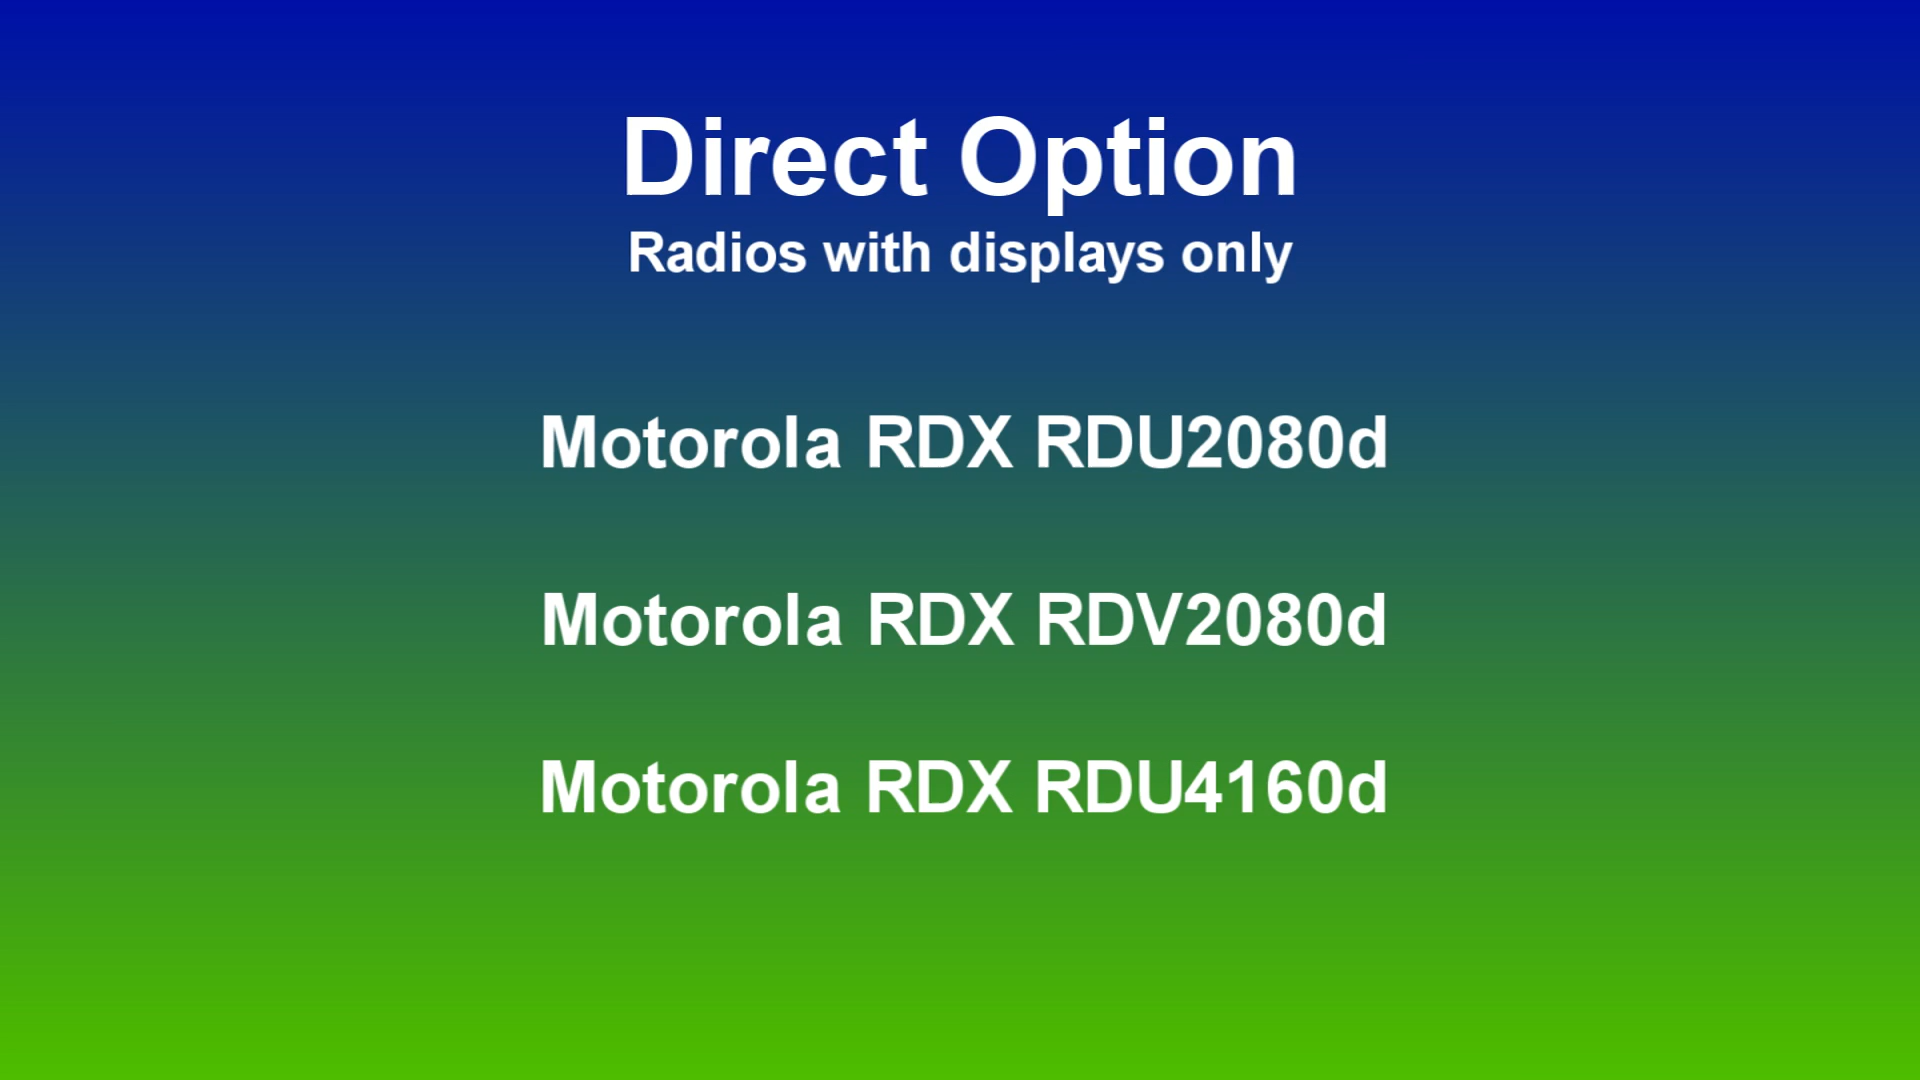 Direct Option
Radios with displays only
Motorola RDX RDU2080d
Motorola RDX RDV2080d
Motorola RDX RDU4160d